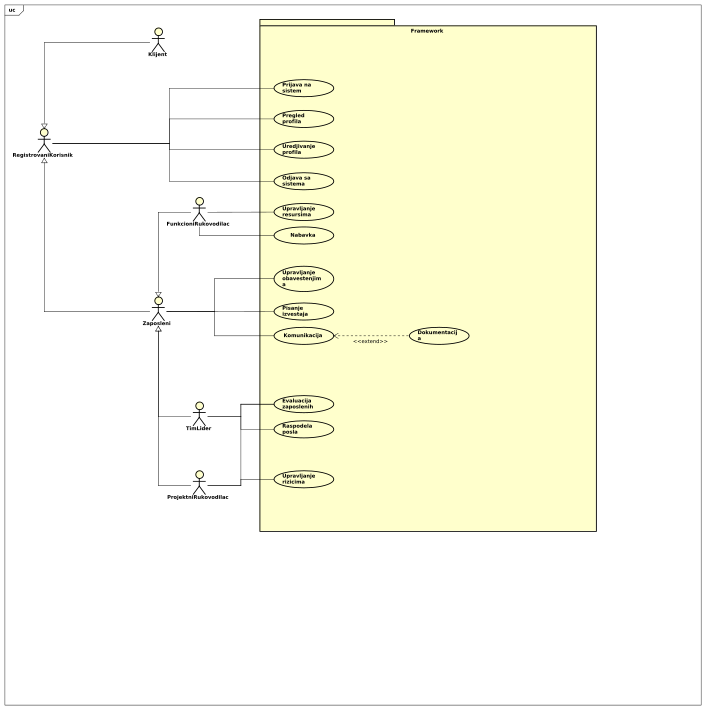 uc
Framework
Klijent
Prijava na
sistem
Pregled
profila
RegistrovaniKorisnik
Uredjivanje
profila
Odjava sa
sistema
FunkcioniRukovodilac
Upravljanje
resursima
Nabavka
Upravljanje
obavestenjim
a
Zaposleni
Pisanje
izvestaja
Komunikacija
<<extend>>
Dokumentacij
a
Evaluacija
zaposlenih
TimLider
Raspodela
posla
Upravljanje
rizicima
ProjektniRukovodilac